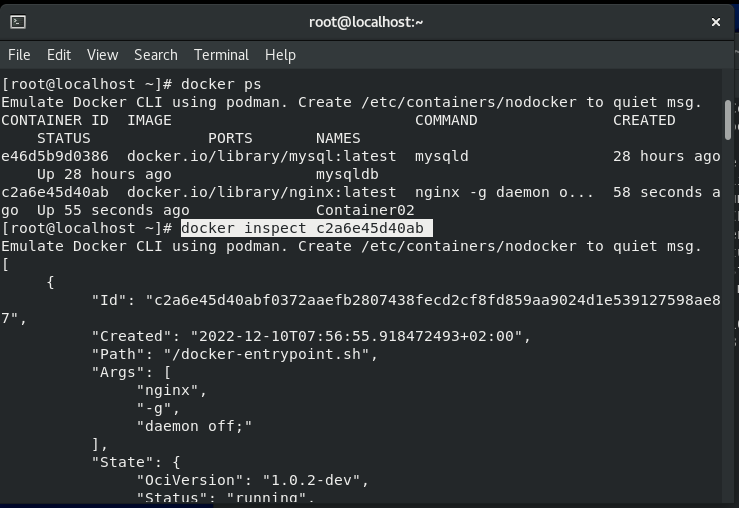 root@localhost:~
File Edit View Search Terminal Help
[root@localhost ~]# docker ps
Emulate Docker CLI using podman. Create /etc/containers/nodocker to quiet msg.
CONTAINER ID  IMAGE                           COMMAND               CREATED
    STATUS             PORTS       NAMES
e46d5b9d0386  docker.io/library/mysql:latest  mysqld                28 hours ago
    Up 28 hours ago                mysqldb
c2a6e45d40ab  docker.io/library/nginx:latest  nginx -g daemon o...  58 seconds a
go  Up 55 seconds ago              Container02
[root@localhost ~]# docker inspect c2a6e45d40ab
Emulate Docker CLI using podman. Create /etc/containers/nodocker to quiet msg.
[
     {
          "Id": "c2a6e45d40abf0372aaefb2807438fecd2cf8fd859aa9024d1e539127598ae8
7",
          "Created": "2022-12-10T07:56:55.918472493+02:00",
          "Path": "/docker-entrypoint.sh",
          "Args": [
               "nginx",
               "-g",
               "daemon off;"
          ],
          "State": {
               "OciVersion": "1.0.2-dev",
               "Status": "running",